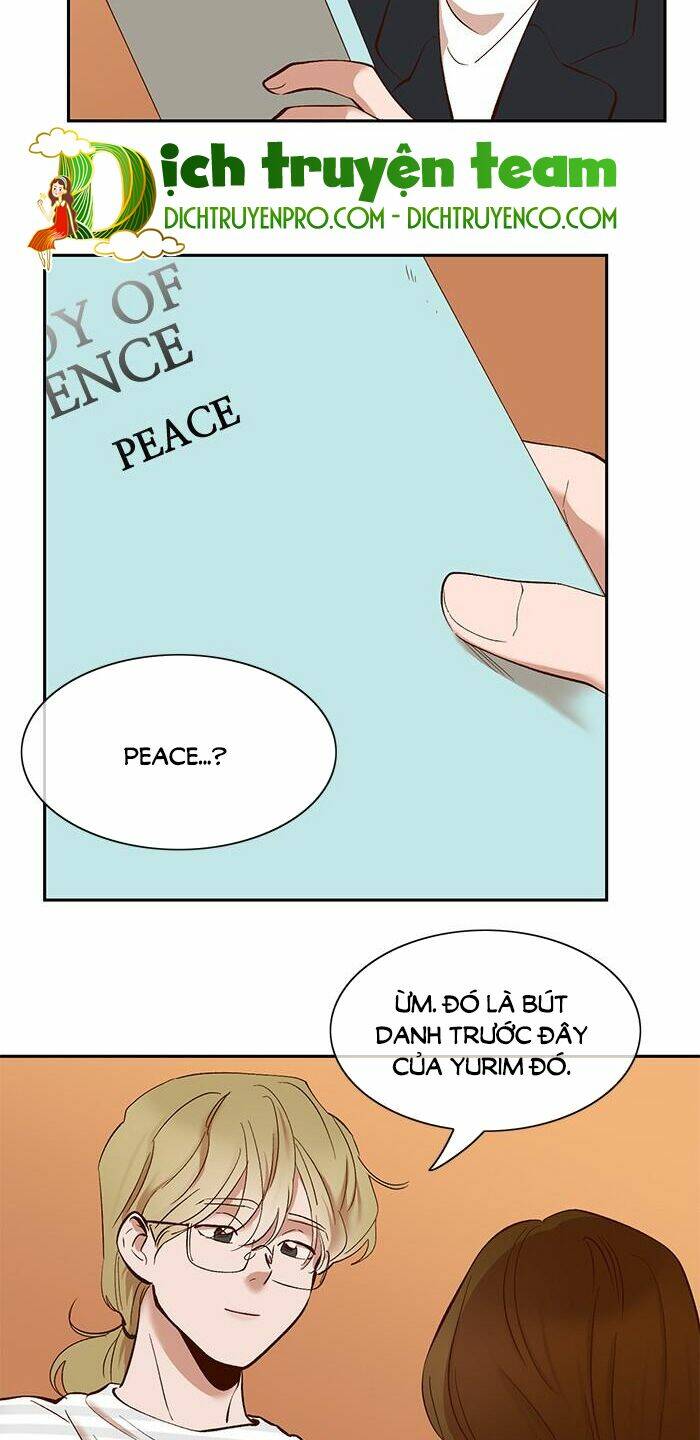 Dịch truyện team
DICHTRUYENPRO.COM - DICHTRUYENCO.COM
DY OF
ENCE
PEACE
PEACE...?
ỪM. ĐÓ LÀ BÚT
DANH TRƯỚC ĐÂY
CỦA YURIM ĐÓ.